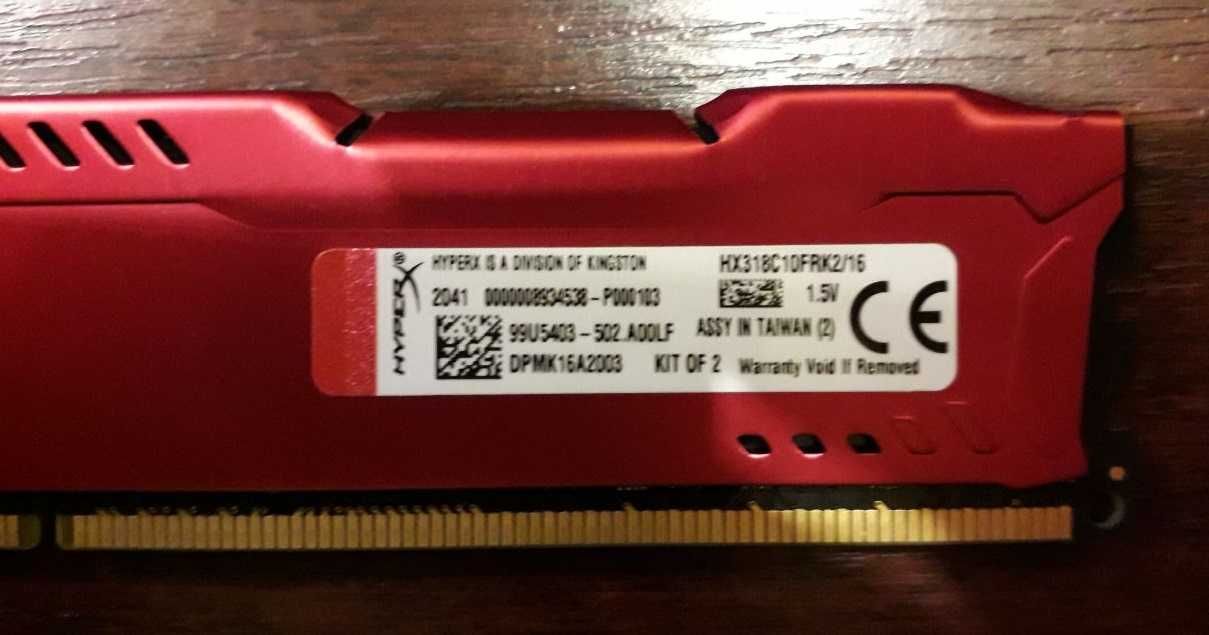 HYPERX®
HYPERX IS A DIVISION OF KINGSTON
HX318C10FRK2/16
2041 0000008934538-P000103
1.5V
99U5403-502.A00LF
ASSY IN TAIWAN (2)
CE
DPMK16A2003
KIT OF 2
Warranty Void If Removed